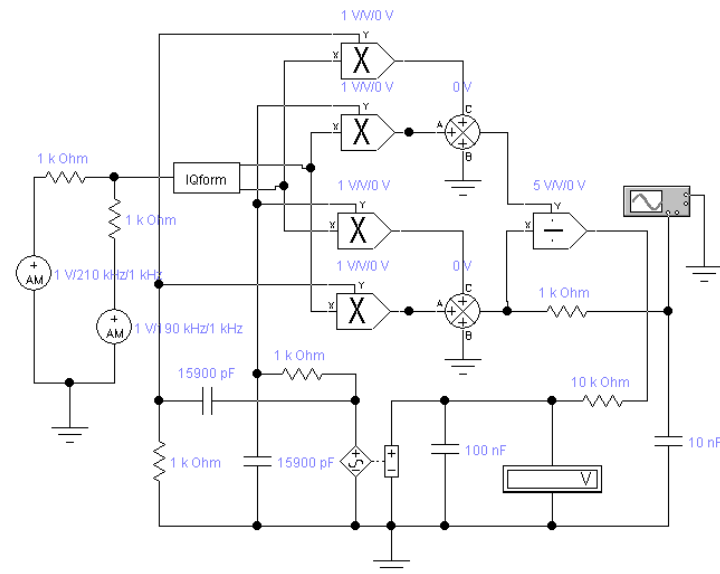 1 V/V/0 V
Y
X
X
1 V/V/0 V
0 V
Y
X
X
C
A
B
1 k Ohm
IQform
1 k Ohm
1 V/V/0 V
5 V/V/0 V
Y
X
X
Y
X
1 V/V/0 V
0 V
AM
1 V/210 kHz/1 kHz
Y
X
X
C
A
B
1 k Ohm
AM
1 V/190 kHz/1 kHz
1 k Ohm
15900 pF
10 k Ohm
1 k Ohm
15900 pF
100 nF
V
10 nF